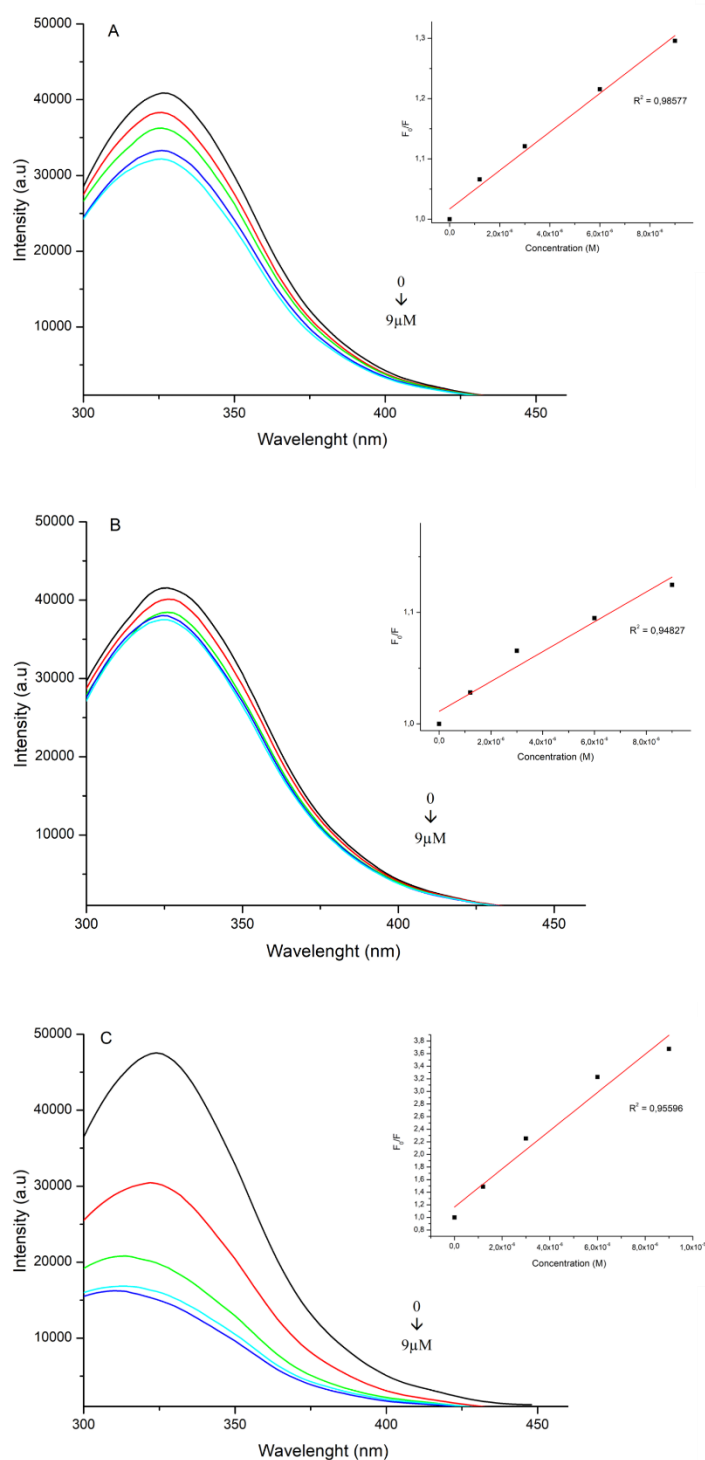 A
50000
40000
30000
20000
10000
300
350
400
450
Intensity (a.u)
Wavelenght (nm)
0
↓
9µM
1,3
1,2
1,1
1,0
F₀/F
R² = 0,98577
0,0
2,0x10⁻⁶
4,0x10⁻⁶
6,0x10⁻⁶
8,0x10⁻⁶
Concentration (M)
B
50000
40000
30000
20000
10000
300
350
400
450
Intensity (a.u)
Wavelenght (nm)
0
↓
9µM
1,1
1,0
F₀/F
R² = 0,94827
0,0
2,0x10⁻⁶
4,0x10⁻⁶
6,0x10⁻⁶
8,0x10⁻⁶
Concentration (M)
C
50000
40000
30000
20000
10000
300
350
400
450
Intensity (a.u)
Wavelenght (nm)
0
↓
9µM
3,8
3,6
3,4
3,2
3,0
2,8
2,6
2,4
2,2
2,0
1,8
1,6
1,4
1,2
1,0
0,8
F₀/F
R² = 0,95596
0,0
2,0x10⁻⁶
4,0x10⁻⁶
6,0x10⁻⁶
8,0x10⁻⁶
Concentration (M)